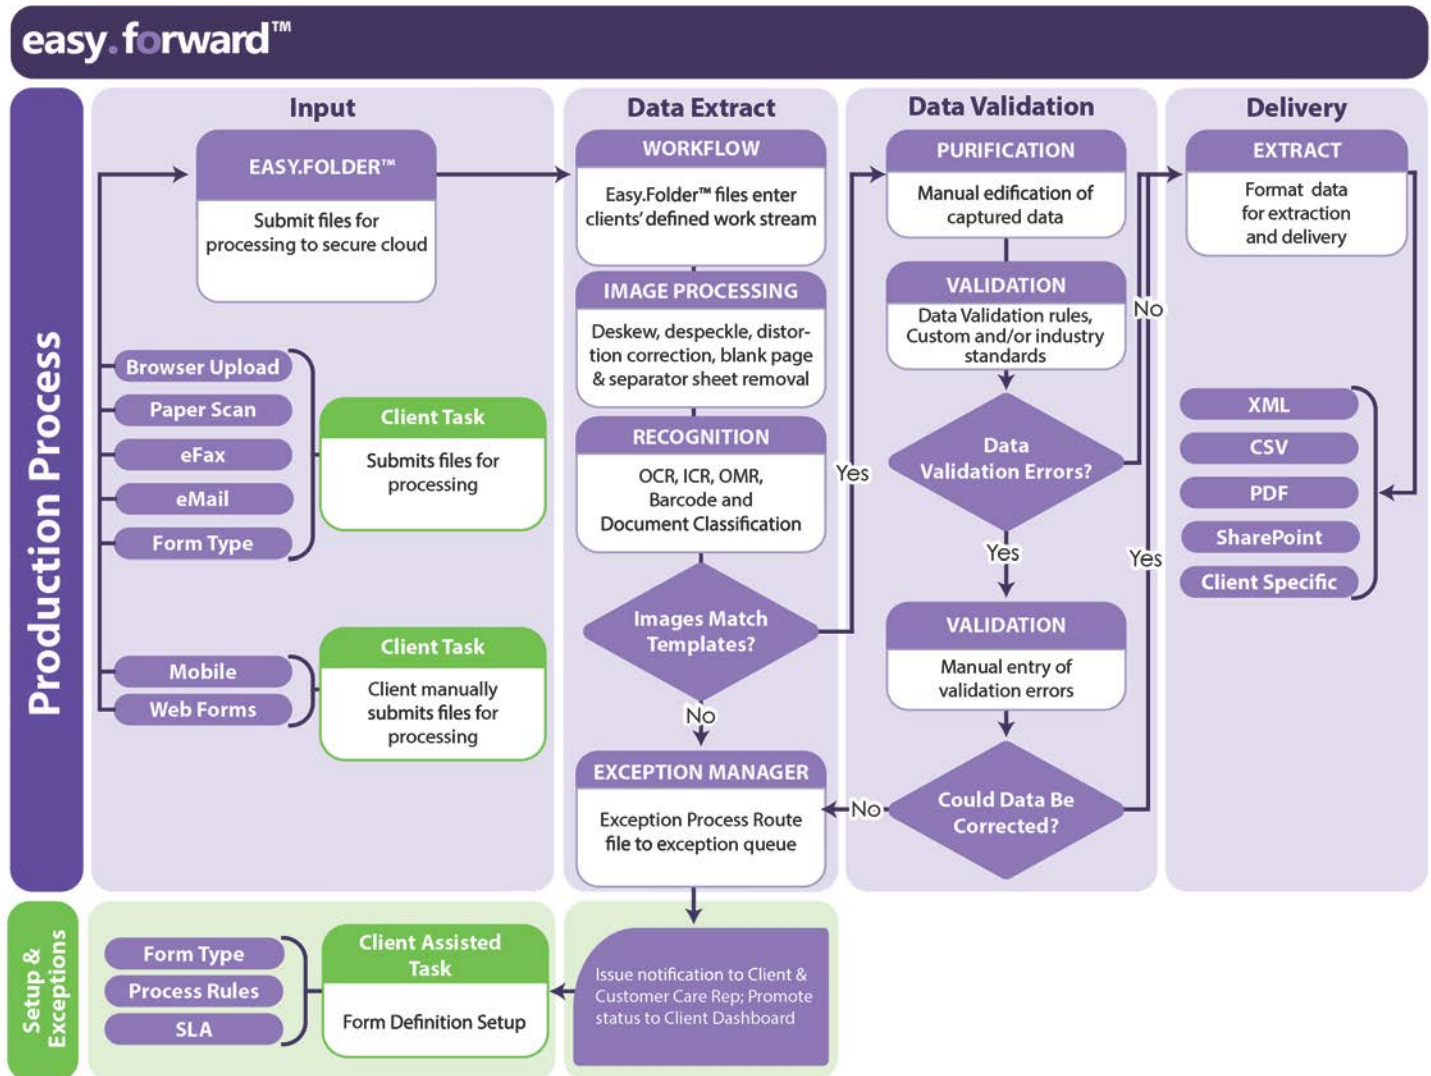 easy.forward™
Production Process
Input
EASY.FOLDER™
Submit files for
processing to secure cloud
Browser Upload
Paper Scan
eFax
eMail
Form Type
Client Task
Submits files for
processing
Mobile
Web Forms
Client Task
Client manually
submits files for
processing
Data Extract
WORKFLOW
Easy.Folder™ files enter
clients' defined work stream
IMAGE PROCESSING
Deskew, despeckle, distor-
tion correction, blank page
& separator sheet removal
RECOGNITION
OCR, ICR, OMR,
Barcode and
Document Classification
Images Match
Templates?
Yes
No
EXCEPTION MANAGER
Exception Process Route
file to exception queue
Data Validation
PURIFICATION
Manual edification of
captured data
VALIDATION
Data Validation rules,
Custom and/or industry
standards
Data
Validation Errors?
No
Yes
VALIDATION
Manual entry of
validation errors
Could Data Be
Corrected?
Yes
No
Delivery
EXTRACT
Format data
for extraction
and delivery
XML
CSV
PDF
SharePoint
Client Specific
Setup &
Exceptions
Form Type
Process Rules
SLA
Client Assisted
Task
Form Definition Setup
Issue notification to Client &
Customer Care Rep; Promote
status to Client Dashboard